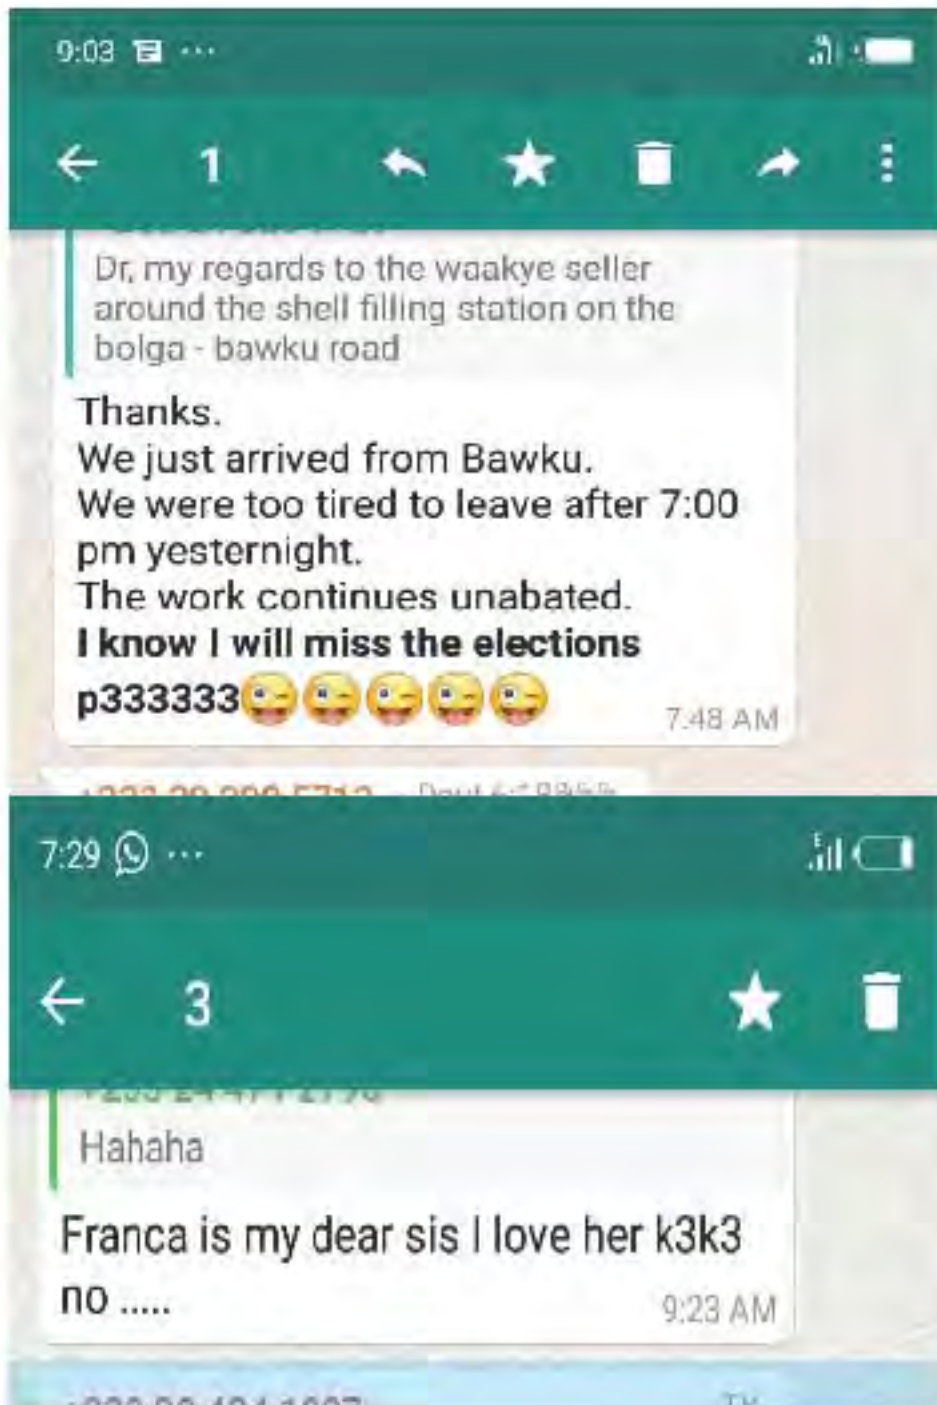 9:03
1
Dr, my regards to the waakye seller
around the shell filling station on the
bolga - bawku road
Thanks.
We just arrived from Bawku.
We were too tired to leave after 7:00
pm yesternight.
The work continues unabated.
I know I will miss the elections
p333333😜😜😜😜😜
7:48 AM
7:29
3
Hahaha
Franca is my dear sis I love her k3k3
no .....
9:23 AM